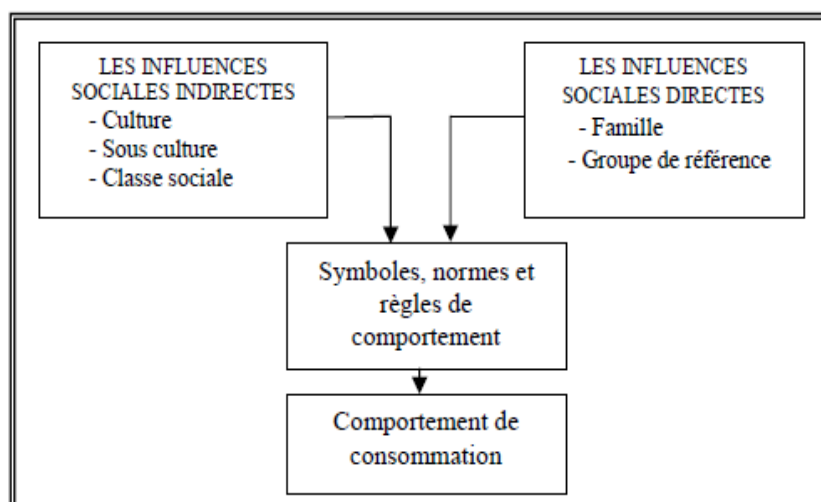 LES INFLUENCES
SOCIALES INDIRECTES
- Culture
- Sous culture
- Classe sociale
LES INFLUENCES
SOCIALES DIRECTES
- Famille
- Groupe de référence
Symboles, normes et
règles de
comportement
Comportement de
consommation